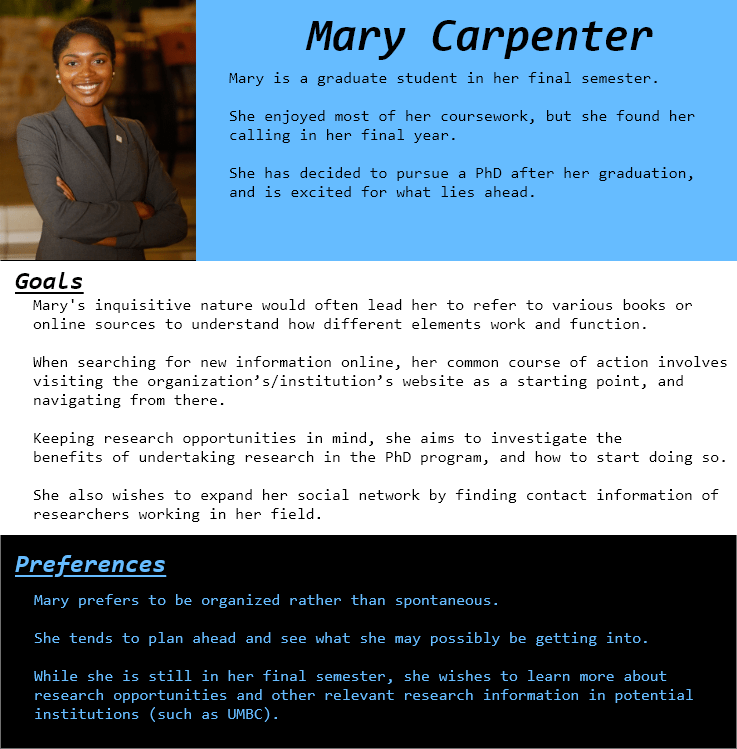 Mary Carpenter
Mary is a graduate student in her final semester.
She enjoyed most of her coursework, but she found her
calling in her final year.
She has decided to pursue a PhD after her graduation,
and is excited for what lies ahead.
Goals
Mary's inquisitive nature would often lead her to refer to various books or
online sources to understand how different elements work and function.
When searching for new information online, her common course of action involves
visiting the organization’s/institution’s website as a starting point, and
navigating from there.
Keeping research opportunities in mind, she aims to investigate the
benefits of undertaking research in the PhD program, and how to start doing so.
She also wishes to expand her social network by finding contact information of
researchers working in her field.
Preferences
Mary prefers to be organized rather than spontaneous.
She tends to plan ahead and see what she may possibly be getting into.
While she is still in her final semester, she wishes to learn more about
research opportunities and other relevant research information in potential
institutions (such as UMBC).